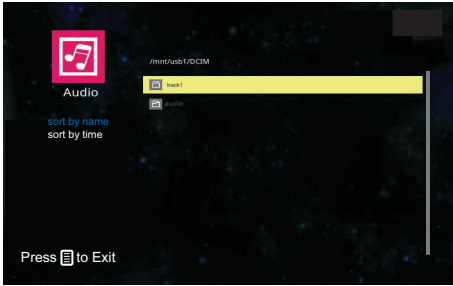 /mnt/usb1/DCIM
track1
audio
Audio
sort by name
sort by time
Press to Exit